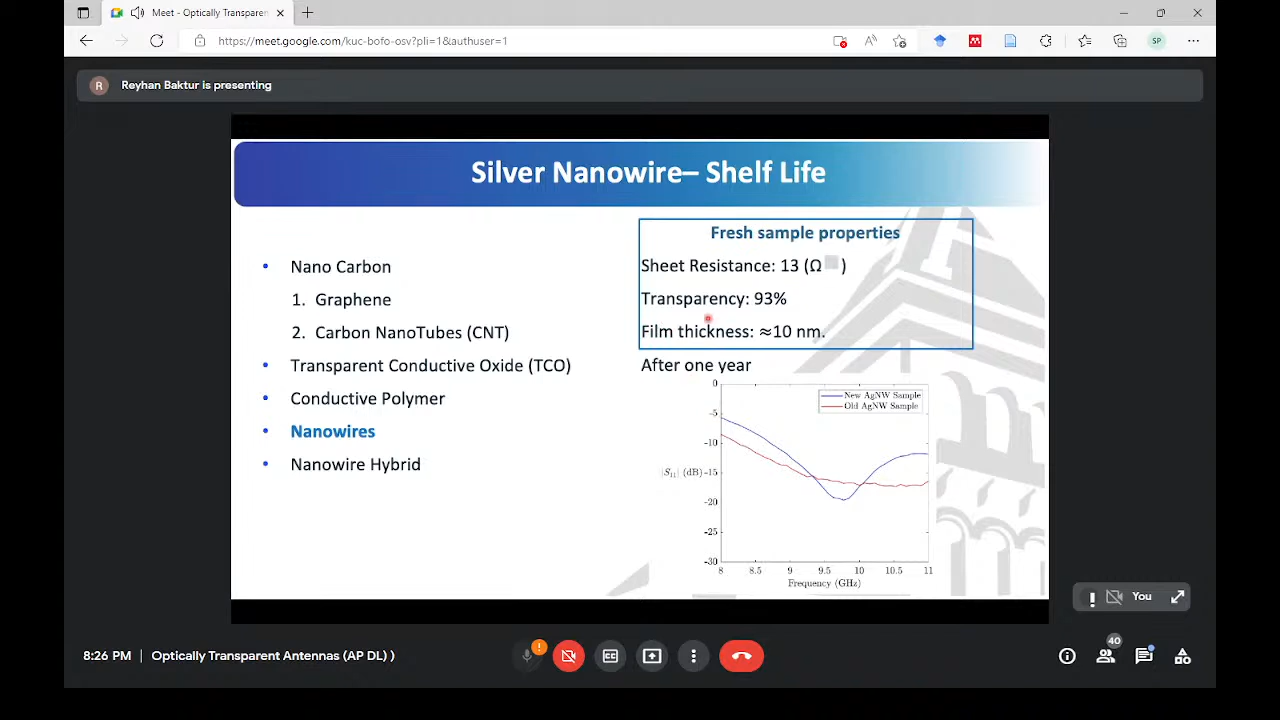 Meet - Optically Transparen
https://meet.google.com/kuc-bofo-osv?pli=1&authuser=1
SP
R
Reyhan Baktur is presenting
Silver Nanowire– Shelf Life
• Nano Carbon
1. Graphene
2. Carbon NanoTubes (CNT)
• Transparent Conductive Oxide (TCO)
• Conductive Polymer
• Nanowires
• Nanowire Hybrid
Fresh sample properties
Sheet Resistance: 13 (Ω )
Transparency: 93%
Film thickness: ≈10 nm.
After one year
New AgNW Sample
Old AgNW Sample
|S11| (dB)
0
-5
-10
-15
-20
-25
-30
8 8.5 9 9.5 10 10.5 11
Frequency (GHz)
You
8:26 PM | Optically Transparent Antennas (AP DL) )
CC
40